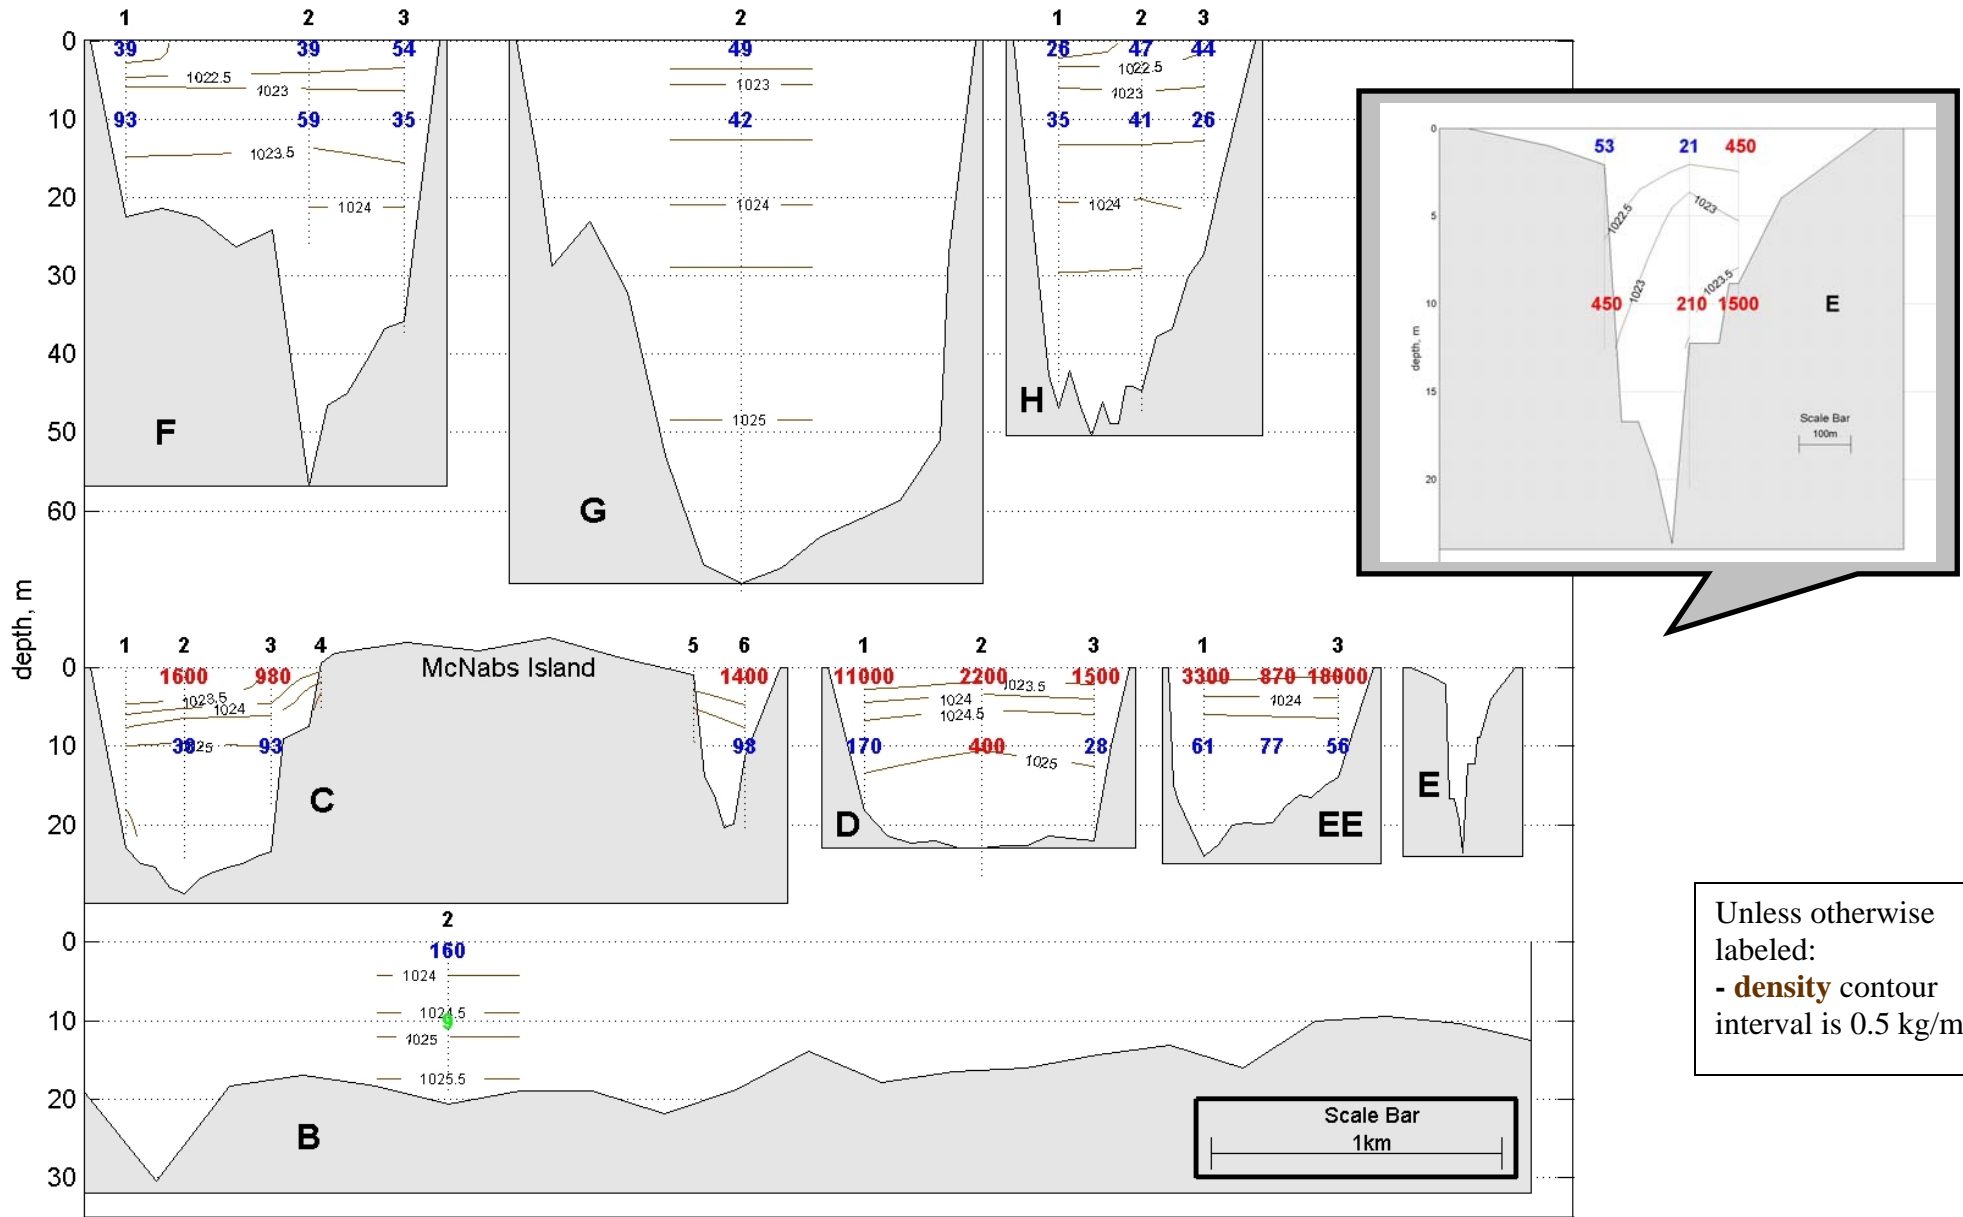 1 2 3 2 1 2 3
0 39 39 54 49 26 47 44
1022.5 1022.5
1023 1023 1023
10 93 59 35 42 35 41 26
1023.5
20 1024 1024 1024
30
40
H
50 F 1025
60 G
0 53 21 450
1022.5 1023
5
1023 1023.5
10 450 210 1500 E
depth, m
15
Scale Bar
100m
20
depth, m
1 2 3 4 5 6 1 2 3 1 3
McNabs Island
0 1600 980 1400 11000 2200 1500 3300 870 18000
1023.5 1023.5
1024 1024 1024
1024.5
10 93 98 170 400 28 61 77 56
1025
C D EE E
20
2
0 160
1024
1024.5
10 9
1025
1025.5
20
B
30
Scale Bar
1km
Unless otherwise
labeled:
- density contour
interval is 0.5 kg/m